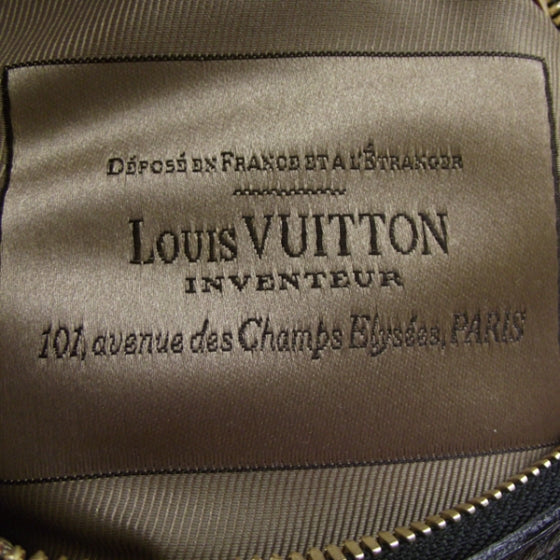 DÉPOSÉ EN FRANCE ET A L'ÉTRANGER
LOUIS VUITTON
INVENTEUR
101, avenue des Champs Elysées, PARIS